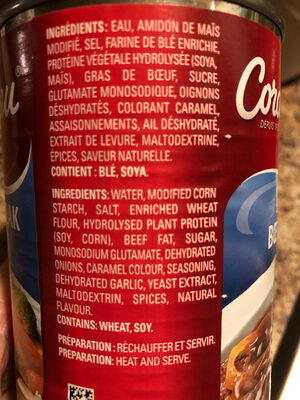 INGRÉDIENTS: EAU, AMIDON DE MAÏS
MODIFIÉ, SEL, FARINE DE BLÉ ENRICHIE,
PROTÉINE VÉGÉTALE HYDROLYSÉE (SOYA,
MAÏS), GRAS DE BŒUF, SUCRE,
GLUTAMATE MONOSODIQUE, OIGNONS
DÉSHYDRATÉS, COLORANT CARAMEL,
ASSAISONNEMENTS, AIL DÉSHYDRATÉ,
EXTRAIT DE LEVURE, MALTODEXTRINE,
ÉPICES, SAVEUR NATURELLE.
CONTIENT : BLÉ, SOYA.
INGREDIENTS: WATER, MODIFIED CORN
STARCH, SALT, ENRICHED WHEAT
FLOUR, HYDROLYSED PLANT PROTEIN
(SOY, CORN), BEEF FAT, SUGAR,
MONOSODIUM GLUTAMATE, DEHYDRATED
ONIONS, CARAMEL COLOUR, SEASONING,
DEHYDRATED GARLIC, YEAST EXTRACT,
MALTODEXTRIN, SPICES, NATURAL
FLAVOUR.
CONTAINS: WHEAT, SOY.
PRÉPARATION : RÉCHAUFFER ET SERVIR.
PREPARATION: HEAT AND SERVE.
Cor
DEPUIS